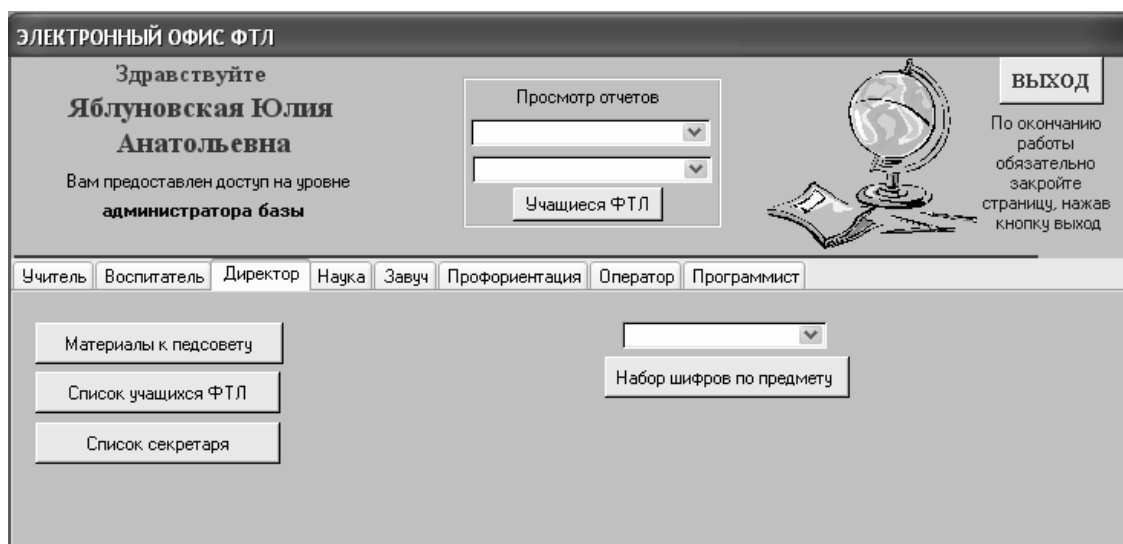 ЭЛЕКТРОННЫЙ ОФИС ФТЛ
Здравствуйте
Яблуновская Юлия
Анатольевна
Вам предоставлен доступ на уровне
администратора базы
Просмотр отчетов
Учащиеся ФТЛ
ВЫХОД
По окончанию
работы
обязательно
закройте
страницу, нажав
кнопку выход
Учитель Воспитатель Директор Наука Завуч Профориентация Оператор Программист
Материалы к педсовету
Список учащихся ФТЛ
Список секретаря
Набор шифров по предмету